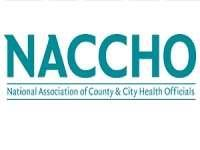 NACCHO
National Association of County & City Health Officials